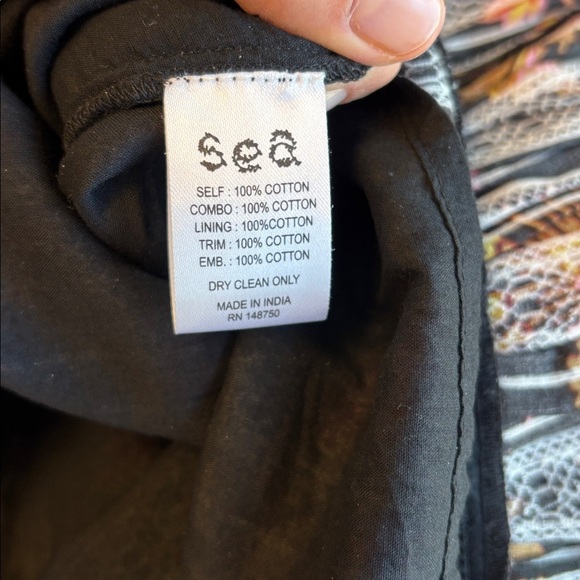 sea
SELF : 100% COTTON
COMBO : 100% COTTON
LINING : 100%COTTON
TRIM : 100% COTTON
EMB. : 100% COTTON
DRY CLEAN ONLY
MADE IN INDIA
RN 148750